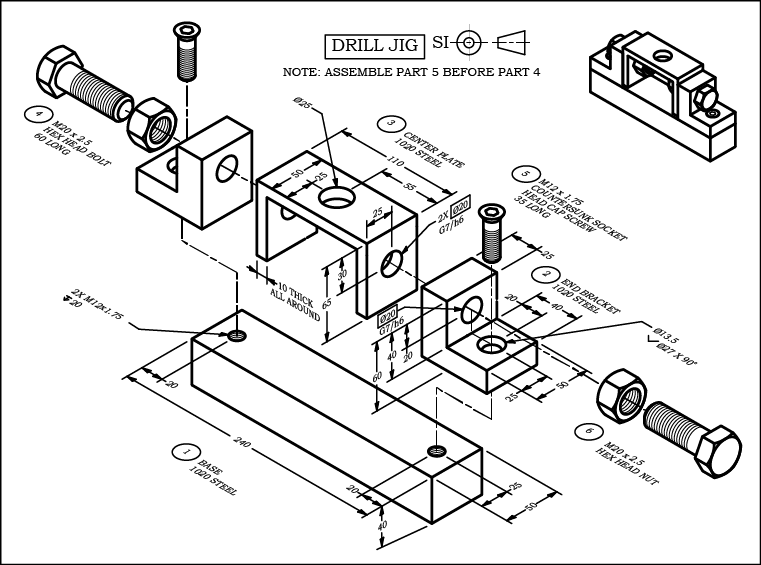 DRILL JIG
SI
NOTE: ASSEMBLE PART 5 BEFORE PART 4
4
M20 x 2.5
HEX HEAD BOLT
60 LONG
Ø25
3
CENTER PLATE
1020 STEEL
110
55
50
25
25
2X Ø20
G7/h6
5
M12 x 1.75
COUNTERSUNK SOCKET
HEAD CAP SCREW
35 LONG
25
2
END BRACKET
1020 STEEL
20
40
10 THICK
ALL AROUND
30
65
2X M12x1.75
20
Ø20
G7/h6
Ø13.5
Ø27 X 90°
20
40
60
25
50
20
240
1
BASE
1020 STEEL
20
40
25
50
6
M20 x 2.5
HEX HEAD NUT